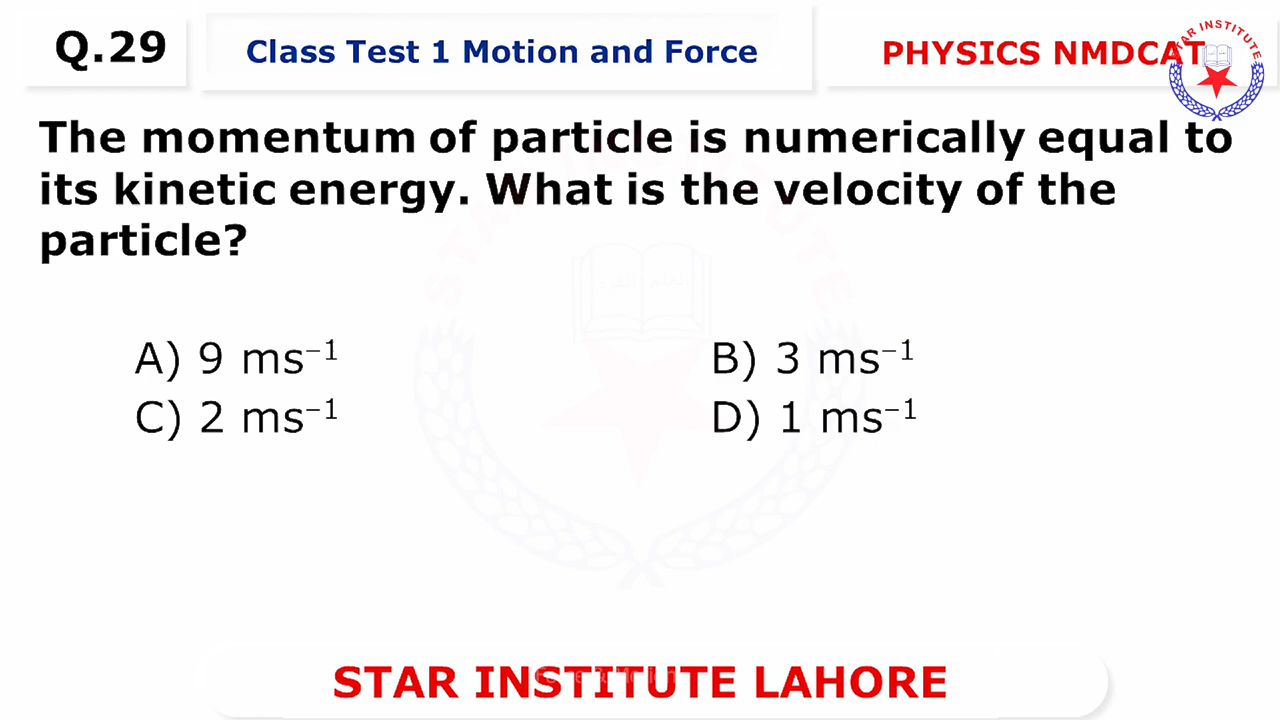 Q.29
Class Test 1 Motion and Force
PHYSICS NMDCAT
STAR INSTITUTE
The momentum of particle is numerically equal to
its kinetic energy. What is the velocity of the
particle?
A) 9 ms⁻¹
B) 3 ms⁻¹
C) 2 ms⁻¹
D) 1 ms⁻¹
STAR INSTITUTE
STAR INSTITUTE LAHORE